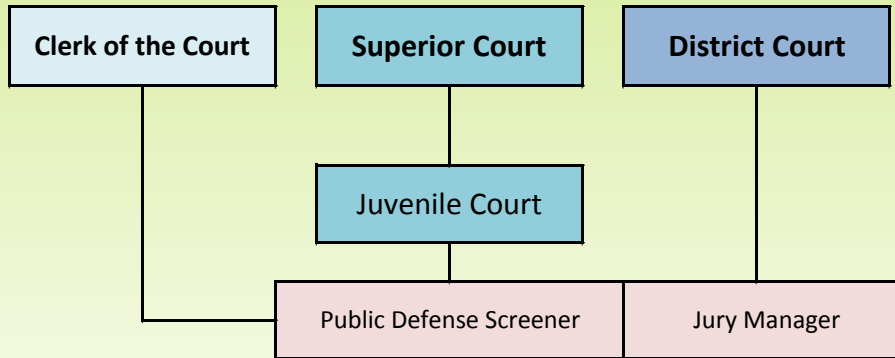 Clerk of the Court
Superior Court
District Court
Juvenile Court
Public Defense Screener
Jury Manager